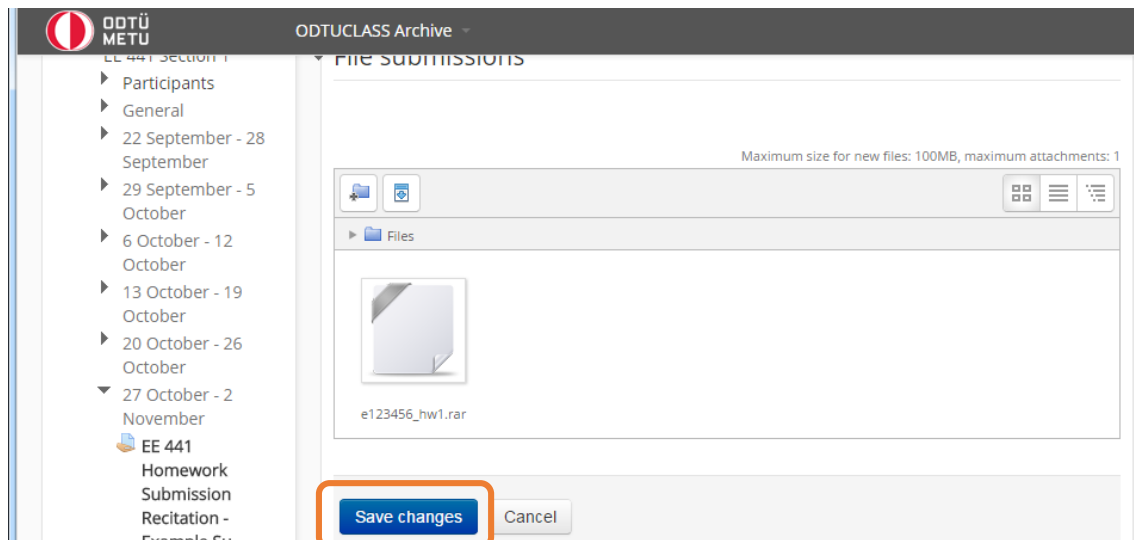 ODTÜ
METU
ODTUCLASS Archive
EE 441 Section 1
Participants
General
22 September - 28
September
29 September - 5
October
6 October - 12
October
13 October - 19
October
20 October - 26
October
27 October - 2
November
EE 441
Homework
Submission
Recitation -
File submissions
Maximum size for new files: 100MB, maximum attachments: 1
Files
e123456_hw1.rar
Save changes
Cancel